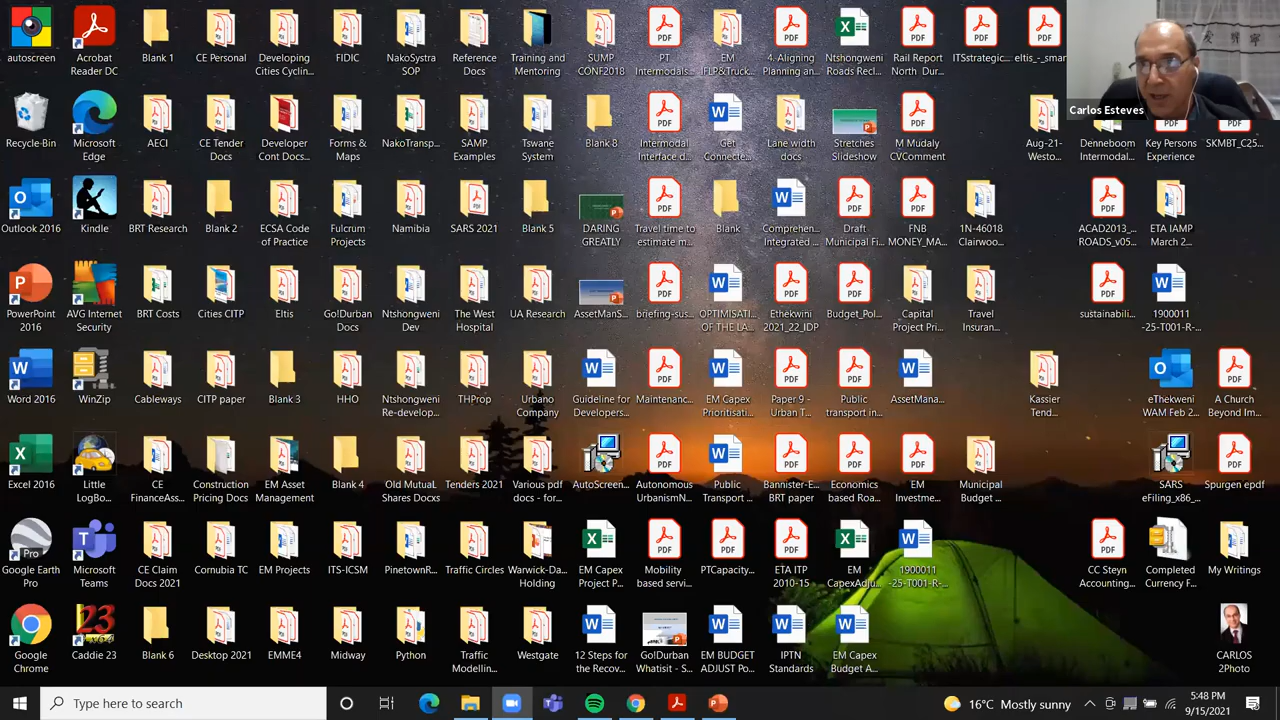 autoscreen
Acrobat Reader DC
Blank 1
CE Personal
Developing Cities Cyclin...
FIDIC
NakoSystra SOP
Reference Docs
Training and Mentoring
SUMP CONF2018
PT Intermodals...
EM IFLP&Truck...
4. Aligning Planning an...
Ntshongweni Roads Recl...
Rail Report North Dur...
ITSstrategic...
eltis_-_smar
Carlos Esteves
Recycle Bin
Microsoft Edge
AECI
CE Tender Docs
Developer Cont Docs...
Forms & Maps
NakoTransp...
SAMP Examples
Tswane System
Blank 8
Intermodal Interface d...
Get Connecte...
Lane width docs
Stretches Slideshow
M Mudaly CVComment
Aug-21- Westo...
Denneboom Intermodal...
Key Persons Experience
SKMBT_C25...
Outlook 2016
Kindle
BRT Research
Blank 2
ECSA Code of Practice
Fulcrum Projects
Namibia
SARS 2021
Blank 5
DARING GREATLY
Travel time to estimate m...
Blank
Comprehen... Integrated ...
Draft Municipal Fi...
FNB MONEY_MA...
1N-46018 Clairwoo...
ACAD2013_... ROADS_v05...
ETA IAMP March 2...
PowerPoint 2016
AVG Internet Security
BRT Costs
Cities CITP
Eltis
Go!Durban Docs
Ntshongweni Dev
The West Hospital
UA Research
AssetManS...
briefing-sus...
OPTIMISATI... OF THE LA...
Ethekwini 2021_22_IDP
Budget_Pol...
Capital Project Pri...
Travel Insuran...
sustainabili...
1900011 -25-T001-R-...
Word 2016
WinZip
Cableways
CITP paper
Blank 3
HHO
Ntshongweni Re-develop...
THProp
Urbano Company
Guideline for Developers...
Maintenanc...
EM Capex Prioritisati...
Paper 9 - Urban T...
Public transport in...
AssetMana...
Kassier Tend...
eThekweni WAM Feb 2...
A Church Beyond Im...
Excel 2016
Little LogBo...
CE FinanceAss...
Construction Pricing Docs
EM Asset Management
Blank 4
Old MutuaL Shares Docxs
Tenders 2021
Various pdf docs - for...
AutoScreen...
Autonomous UrbanismN...
Public Transport ...
Bannister-E... BRT paper
Economics based Roa...
EM Investme...
Municipal Budget ...
SARS eFiling_x86_...
Spurgen epdf
Google Earth Pro
Microsoft Teams
CE Claim Docs 2021
Cornubia TC
EM Projects
ITS-ICSM
PinetownR...
Traffic Circles
Warwick-Da... Holding
EM Capex Project P...
Mobility based servi...
PTCapacity...
ETA ITP 2010-15
EM CapexAdju...
1900011 -25-T001-R-...
CC Steyn Accounting...
Completed Currency F...
My Writings
Google Chrome
Caddie 23
Blank 6
Desktop 2021
EMME4
Midway
Python
Traffic Modellin...
Westgate
12 Steps for the Recov...
Go!Durban Whatisit - S...
EM BUDGET ADJUST Po...
IPTN Standards
EM Capex Budget A...
CARLOS 2Photo
Type here to search
16°C Mostly sunny
5:48 PM
9/15/2021